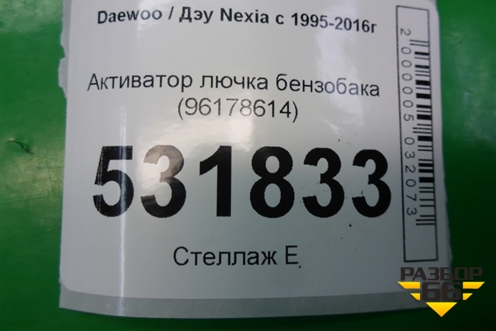 Daewoo / Дэу Nexia с 1995-2016г
Активатор лючка бензобака
(96178614)
531833
Стеллаж Е
2000005032073
РАЗБОР
66